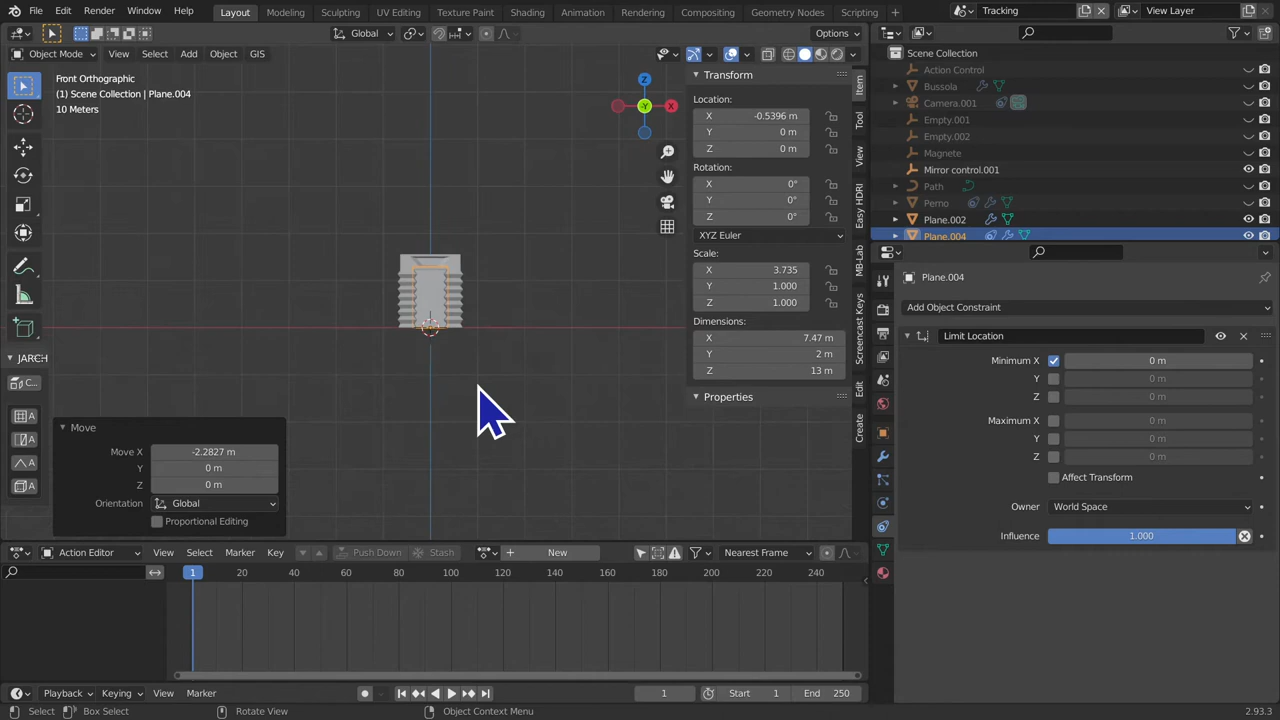 File Edit Render Window Help Layout Modeling Sculpting UV Editing Texture Paint Shading Animation Rendering Compositing Geometry Nodes Scripting + Tracking View Layer
Global Options
Object Mode View Select Add Object GIS
Front Orthographic
(1) Scene Collection | Plane.004
10 Meters
Z
X
-Y
JARCH
C...
A
A
A
A
Move
Move X -2.2827 m
Y 0 m
Z 0 m
Orientation Global
Proportional Editing
Transform
Location:
X -0.5396 m
Y 0 m
Z 0 m
Rotation:
X 0°
Y 0°
Z 0°
XYZ Euler
Scale:
X 3.735
Y 1.000
Z 1.000
Dimensions:
X 7.47 m
Y 2 m
Z 13 m
Properties
Item
Tool
View
Easy HDRI
MB-Lab
Screencast Keys
Edit
Create
Scene Collection
Action Control
Bussola
Camera.001
Empty.001
Empty.002
Magnete
Mirror control.001
Path
Perno
Plane.002
Plane.004
Plane.004
Add Object Constraint
Limit Location
Minimum X 0 m
Y 0 m
Z 0 m
Maximum X 0 m
Y 0 m
Z 0 m
Affect Transform
Owner World Space
Influence 1.000
Action Editor View Select Marker Key Push Down Stash New Nearest Frame
1 20 40 60 80 100 120 140 160 180 200 220 240
Playback Keying View Marker 1 Start 1 End 250
Select Box Select Rotate View Object Context Menu 2.93.3